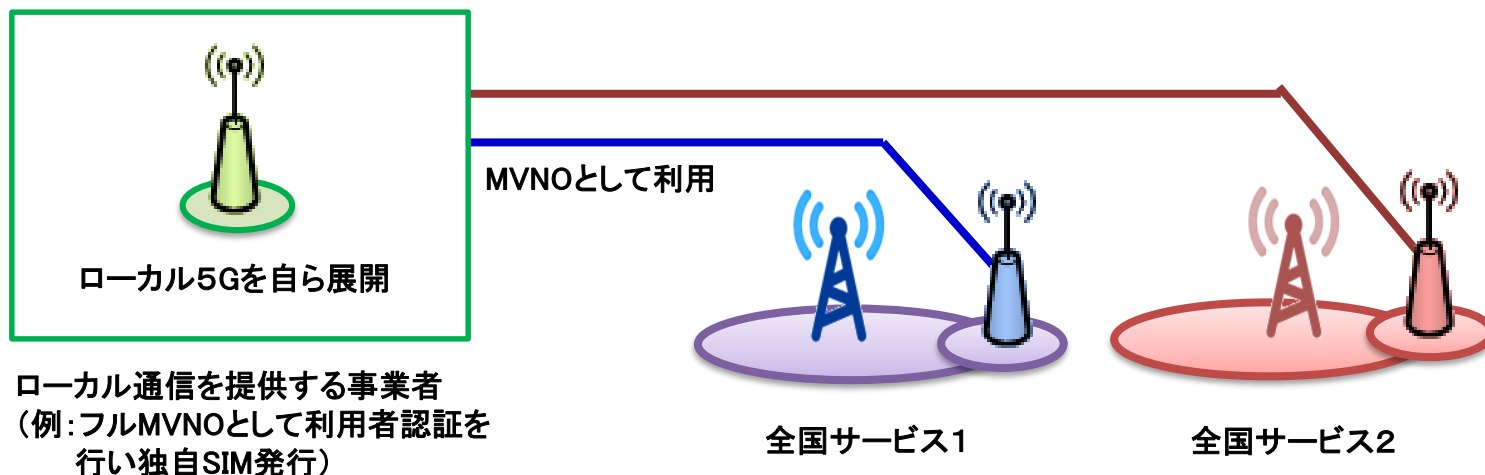 MVNOとして利用
ローカル5Gを自ら展開
ローカル通信を提供する事業者
（例：フルMVNOとして利用者認証を
行い独自SIM発行）
全国サービス1
全国サービス2